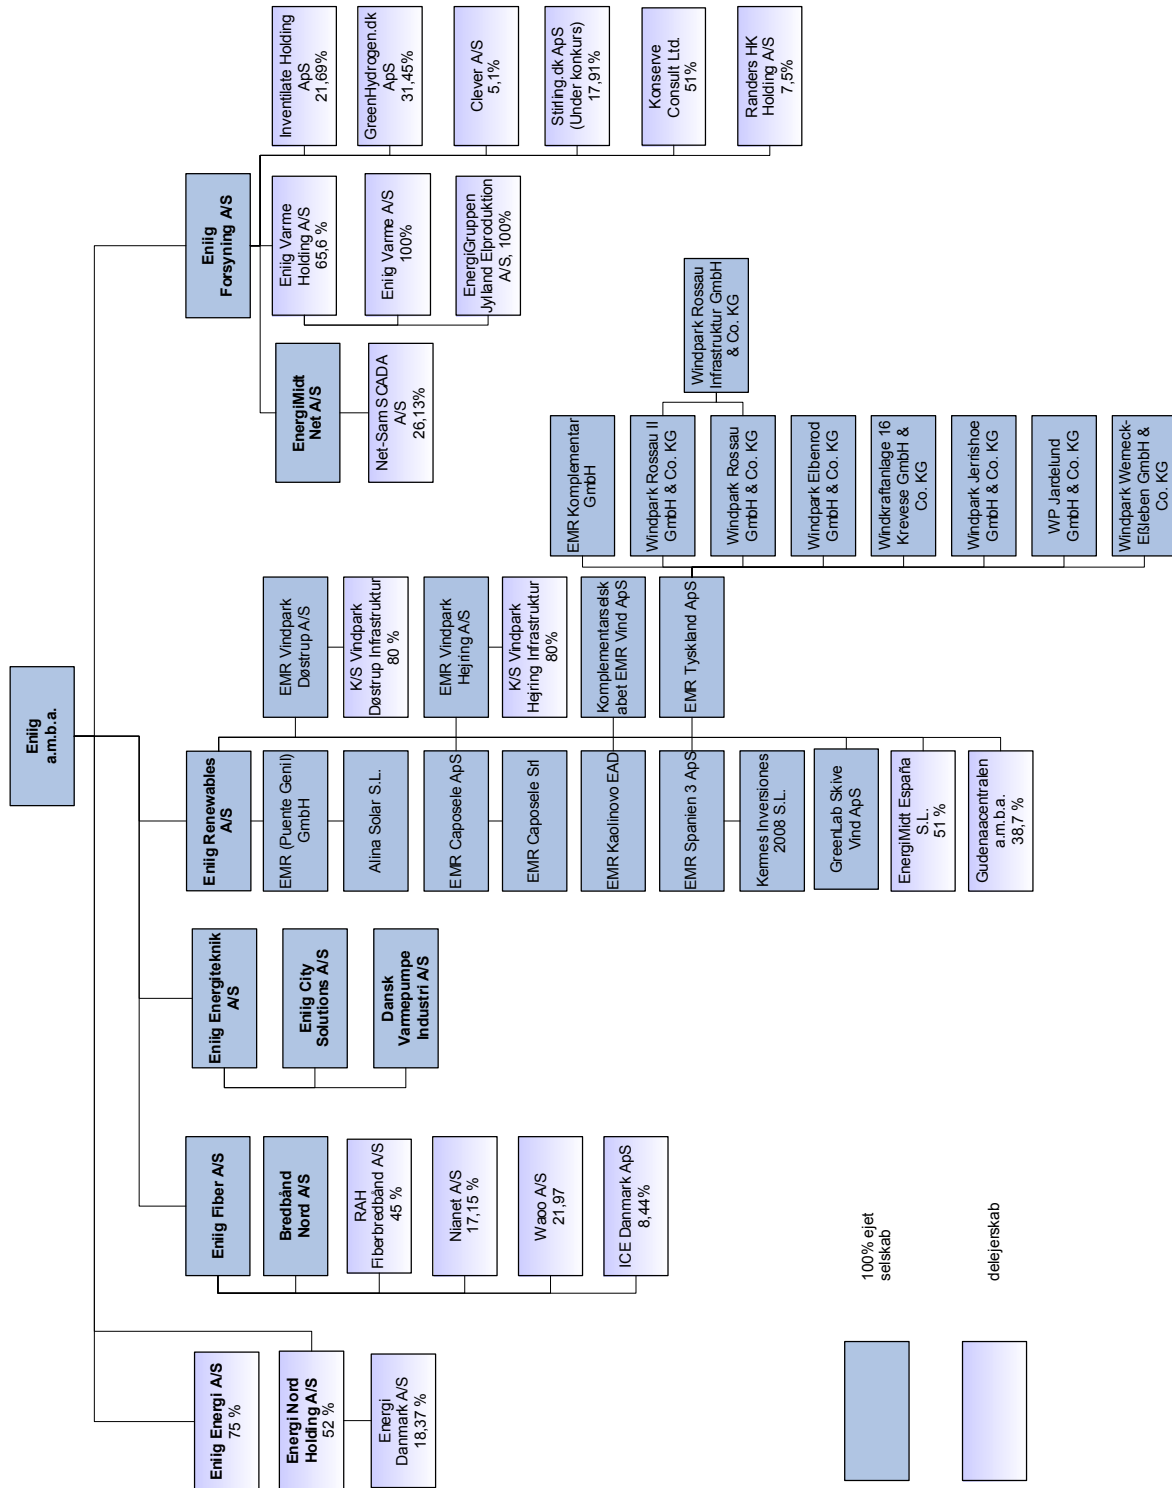 Eniig
a.m.b.a.
Eniig Energi A/S
75 %
Energi Nord
Holding A/S
52 %
Energi
Danmark A/S
18,37 %
Eniig Fiber A/S
Bredbånd
Nord A/S
RAH
Fiberbredbånd A/S
45 %
Nianet A/S
17,15 %
Waoo A/S
21,97
ICE Danmark ApS
8,44%
Eniig Energiteknik
A/S
Eniig City
Solutions A/S
Dansk
Varmepumpe
Industri A/S
Eniig Renewables
A/S
EMR (Puente Genil)
GmbH
Alina Solar S.L.
EMR Caposele ApS
EMR Caposele Srl
EMR Kaolinovo EAD
EMR Spanien 3 ApS
Kermes Inversiones
2008 S.L.
GreenLab Skive
Vind ApS
EnergiMidt España
S.L.
51 %
Gudenaacentralen
a.m.b.a.
38,7 %
EMR Vindpark
Døstrup A/S
K/S Vindpark
Døstrup Infrastruktur
80 %
EMR Vindpark
Hejring A/S
K/S Vindpark
Hejring Infrastruktur
80%
Komplementarselsk
abet EMR Vind ApS
EMR Tyskland ApS
EMR Komplementar
GmbH
Windpark Rossau II
GmbH & Co. KG
Windpark Rossau
GmbH & Co. KG
Windpark Elbenrod
GmbH & Co. KG
Windkraftanlage 16
Krevese GmbH &
Co. KG
Windpark Jerrishoe
GmbH & Co. KG
WP Jardelund
GmbH & Co. KG
Windpark Werneck-
Eßleben GmbH &
Co. KG
Windpark Rossau
Infrastruktur GmbH
& Co. KG
Eniig
Forsyning A/S
EnergiMidt
Net A/S
Net-Sam SCADA
A/S
26,13%
Eniig Varme
Holding A/S
65,6 %
Eniig Varme A/S
100%
EnergiGruppen
Jylland Elproduktion
A/S, 100%
Inventilate Holding
ApS
21,69%
GreenHydrogen.dk
ApS
31,45%
Clever A/S
5,1%
Stirling.dk ApS
(Under konkurs)
17,91%
Konserve
Consult Ltd.
51%
Randers HK
Holding A/S
7,5%
100% ejet
selskab
delejerskab